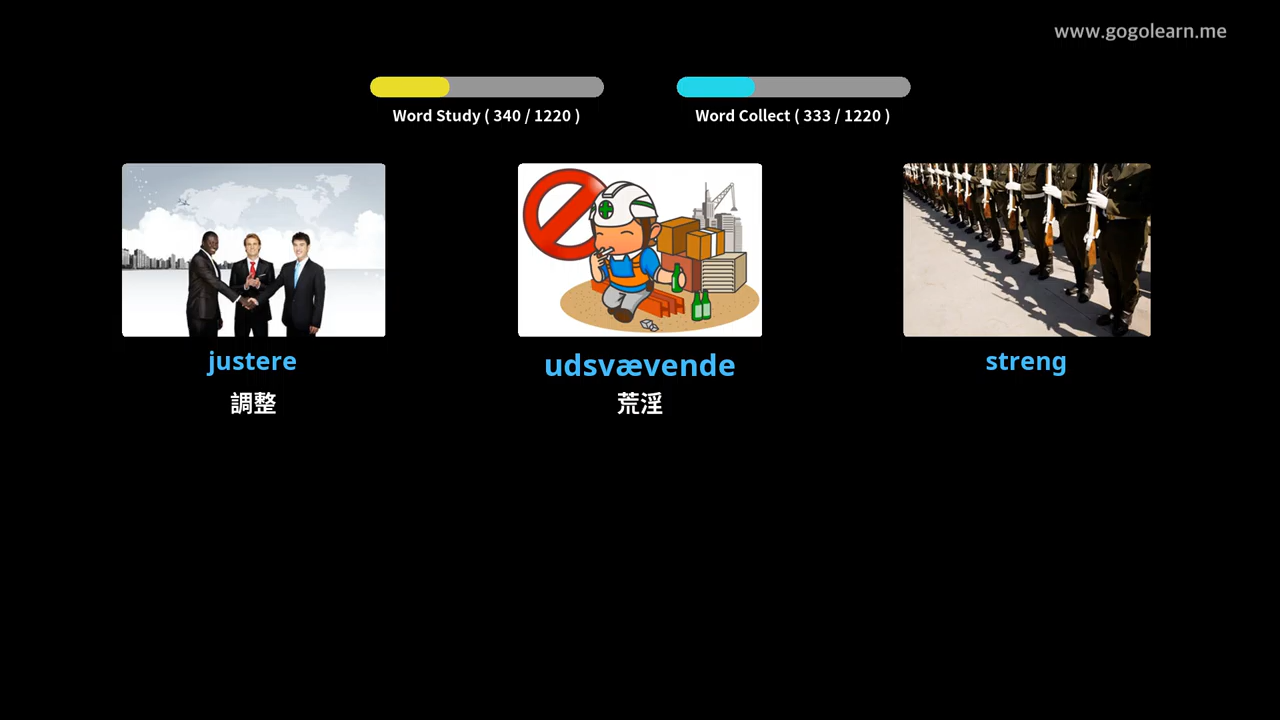 www.gogolearn.me
Word Study ( 340 / 1220 )
Word Collect ( 333 / 1220 )
justere
udsvævende
streng
調整
荒淫